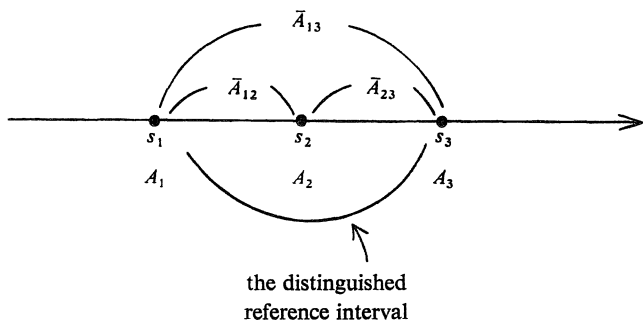 Ā₁₃
Ā₁₂ Ā₂₃
s₁ s₂ s₃
A₁ A₂ A₃
the distinguished
reference interval